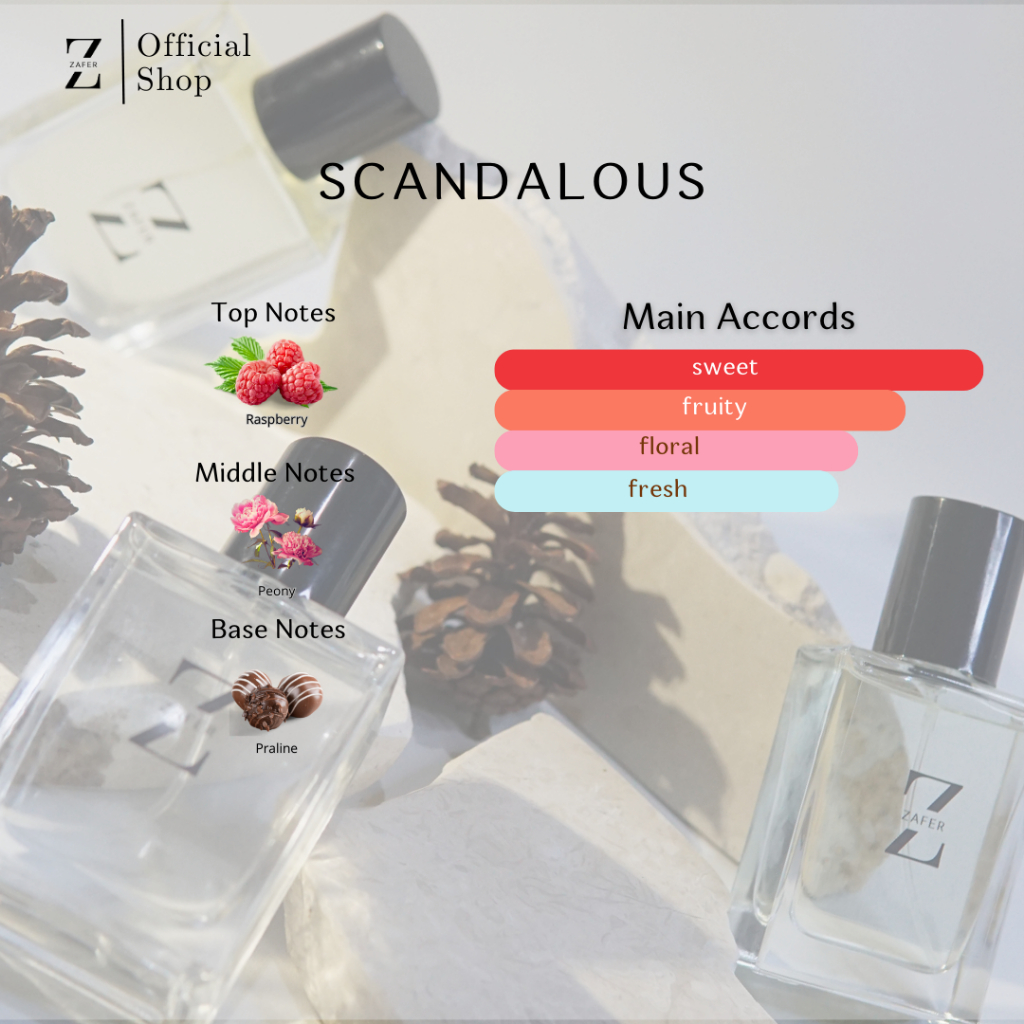 ZAFER
Official
Shop
SCANDALOUS
Top Notes
Raspberry
Middle Notes
Peony
Base Notes
Praline
Main Accords
sweet
fruity
floral
fresh
ZAFER